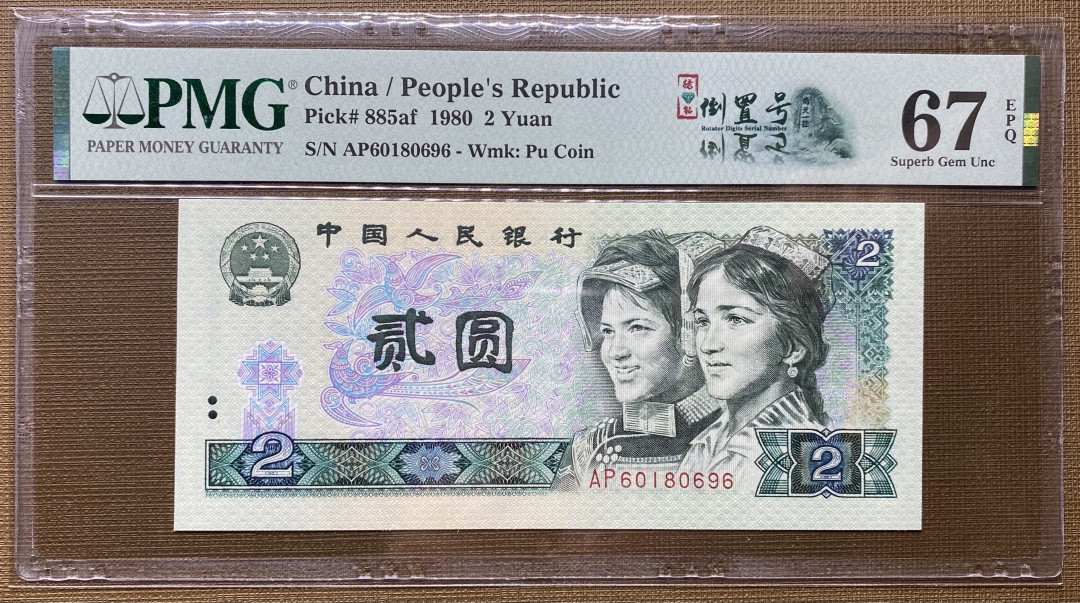 PMG®
PAPER MONEY GUARANTY
China / People's Republic
Pick# 885af 1980 2 Yuan
S/N AP60180696 - Wmk: Pu Coin
倒置号
Rotator Digits Serial Number
67
EPQ
Superb Gem Unc
中国人民银行
2
贰圆
2
2
AP60180696